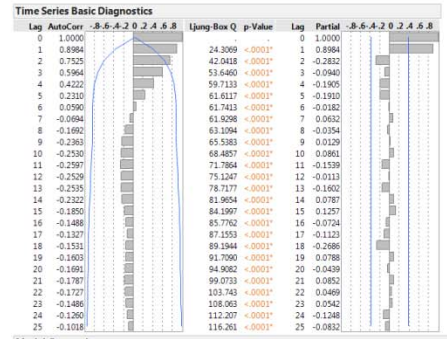 Time Series Basic Diagnostics
Lag AutoCorr -.8-.6-.4-.2 0 .2 .4 .6 .8 Ljung-Box Q p-Value Lag Partial -.8-.6-.4-.2 0 .2 .4 .6 .8
0 1.0000 . . 0 1.0000
1 0.8984 24.3069 <.0001* 1 0.8984
2 0.7525 42.0418 <.0001* 2 -0.2832
3 0.5964 53.6460 <.0001* 3 -0.0940
4 0.4222 59.7133 <.0001* 4 -0.1905
5 0.2310 61.6117 <.0001* 5 -0.1910
6 0.0590 61.7413 <.0001* 6 -0.0182
7 -0.0694 61.9298 <.0001* 7 0.0632
8 -0.1692 63.1094 <.0001* 8 -0.0354
9 -0.2363 65.5383 <.0001* 9 0.0129
10 -0.2530 68.4857 <.0001* 10 0.0861
11 -0.2597 71.7864 <.0001* 11 -0.1539
12 -0.2529 75.1247 <.0001* 12 -0.0113
13 -0.2535 78.7177 <.0001* 13 -0.1602
14 -0.2322 81.9654 <.0001* 14 0.0787
15 -0.1850 84.1997 <.0001* 15 0.1257
16 -0.1488 85.7762 <.0001* 16 -0.0724
17 -0.1327 87.1553 <.0001* 17 -0.1123
18 -0.1531 89.1944 <.0001* 18 -0.2686
19 -0.1603 91.7090 <.0001* 19 0.0788
20 -0.1691 94.9082 <.0001* 20 -0.0439
21 -0.1787 99.0733 <.0001* 21 0.0852
22 -0.1727 103.743 <.0001* 22 0.0469
23 -0.1486 108.063 <.0001* 23 0.0542
24 -0.1260 112.207 <.0001* 24 -0.1248
25 -0.1018 116.261 <.0001* 25 -0.0832